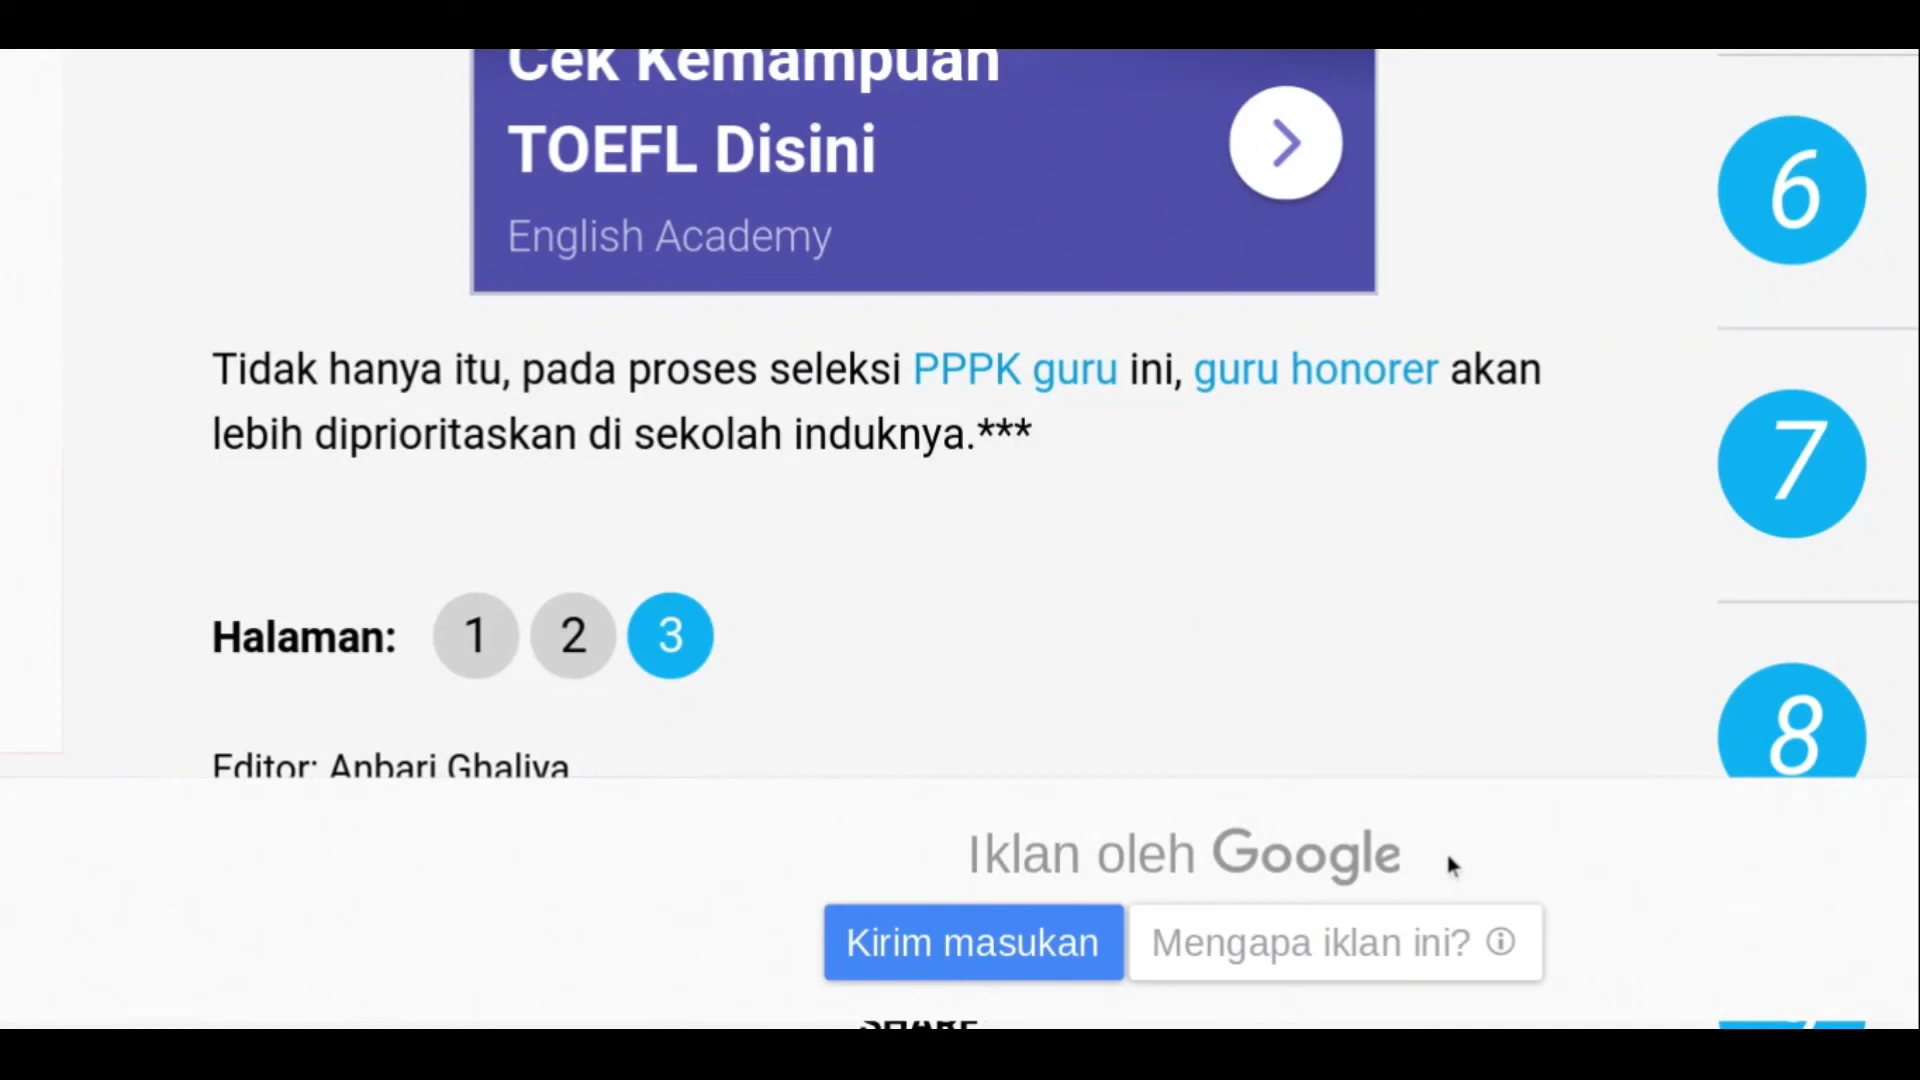 Cek Kemampuan
TOEFL Disini
English Academy
6
Tidak hanya itu, pada proses seleksi PPPK guru ini, guru honorer akan
lebih diprioritaskan di sekolah induknya.***
7
Halaman: 1 2 3
8
Editor: Anbari Ghaliya
Iklan oleh Google
Kirim masukan
Mengapa iklan ini?
SHARE